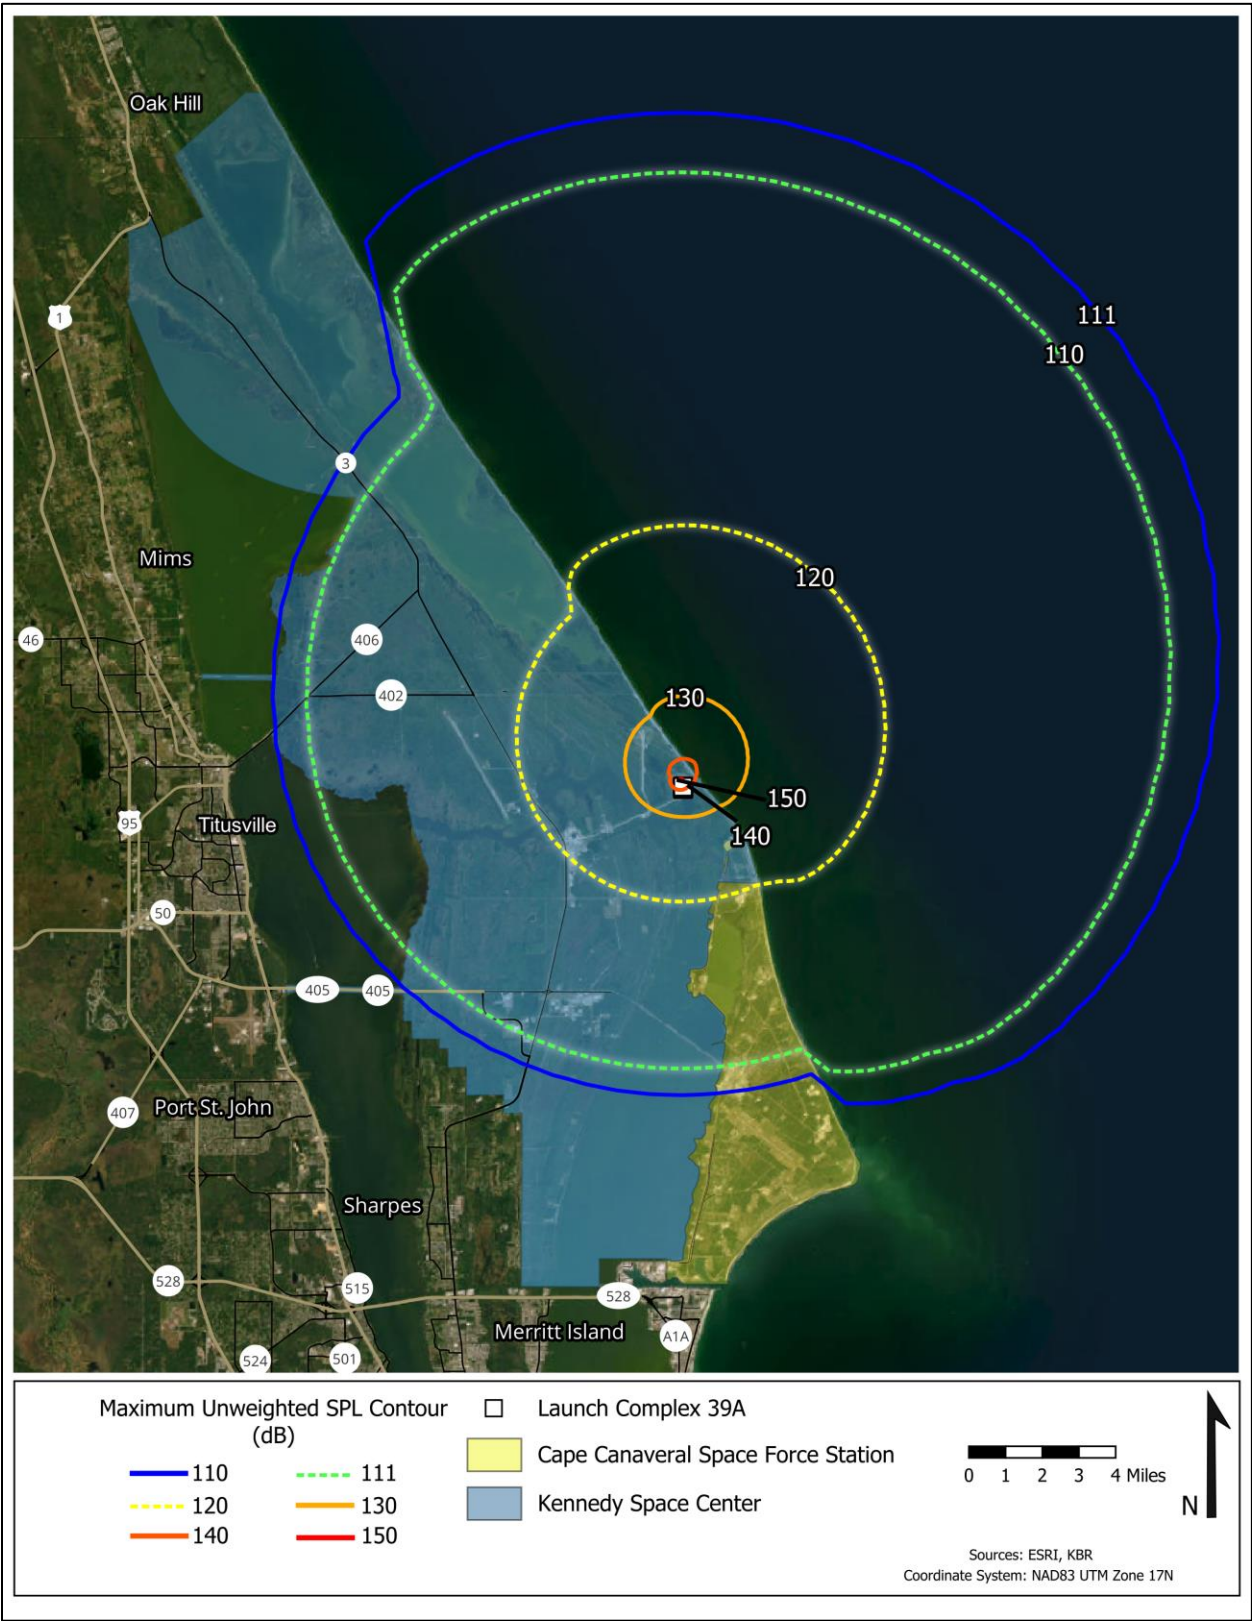 Oak Hill
1
111
110
3
Mims
120
46
406
402
130
150
95
Titusville
140
50
405
405
407
Port St. John
Sharpes
528
515
528
Merritt Island
A1A
524
501
Maximum Unweighted SPL Contour
(dB)
110
111
120
130
140
150
Launch Complex 39A
Cape Canaveral Space Force Station
Kennedy Space Center
0 1 2 3 4 Miles
N
Sources: ESRI, KBR
Coordinate System: NAD83 UTM Zone 17N